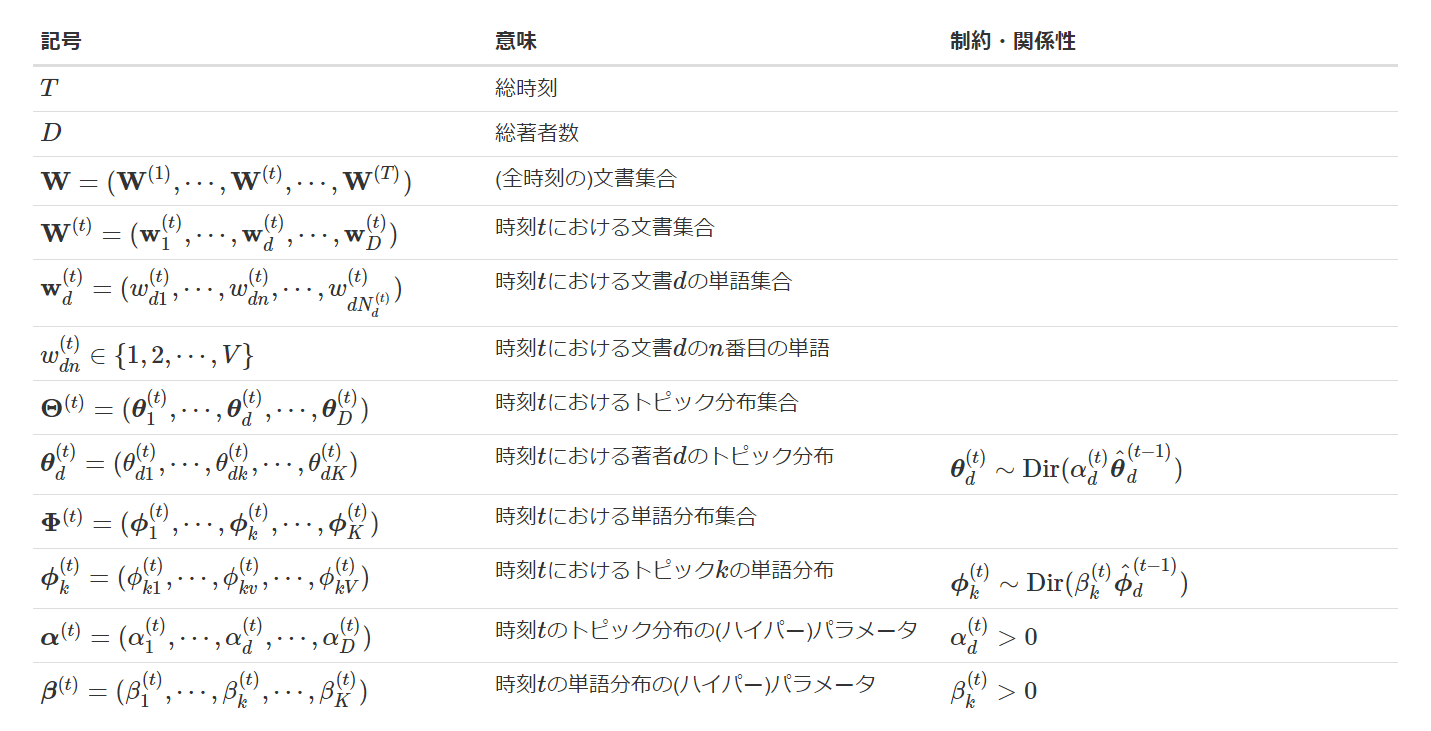 記号 意味 制約・関係性
T 総時刻
D 総著者数
$\mathbf{W} = (\mathbf{W}^{(1)}, \cdots, \mathbf{W}^{(t)}, \cdots, \mathbf{W}^{(T)})$ (全時刻の)文書集合
$\mathbf{W}^{(t)} = (\mathbf{w}_1^{(t)}, \cdots, \mathbf{w}_d^{(t)}, \cdots, \mathbf{w}_D^{(t)})$ 時刻$t$における文書集合
$\mathbf{w}_d^{(t)} = (w_{d1}^{(t)}, \cdots, w_{dn}^{(t)}, \cdots, w_{dN_d^{(t)}}^{(t)})$ 時刻$t$における文書$d$の単語集合
$w_{dn}^{(t)} \in \{1, 2, \cdots, V\}$ 時刻$t$における文書$d$の$n$番目の単語
$\boldsymbol{\Theta}^{(t)} = (\boldsymbol{\theta}_1^{(t)}, \cdots, \boldsymbol{\theta}_d^{(t)}, \cdots, \boldsymbol{\theta}_D^{(t)})$ 時刻$t$におけるトピック分布集合
$\boldsymbol{\theta}_d^{(t)} = (\theta_{d1}^{(t)}, \cdots, \theta_{dk}^{(t)}, \cdots, \theta_{dK}^{(t)})$ 時刻$t$における著者$d$のトピック分布 $\boldsymbol{\theta}_d^{(t)} \sim \mathrm{Dir}(\alpha_d^{(t)} \hat{\boldsymbol{\theta}}_d^{(t-1)})$
$\boldsymbol{\Phi}^{(t)} = (\boldsymbol{\phi}_1^{(t)}, \cdots, \boldsymbol{\phi}_k^{(t)}, \cdots, \boldsymbol{\phi}_K^{(t)})$ 時刻$t$における単語分布集合
$\boldsymbol{\phi}_k^{(t)} = (\phi_{k1}^{(t)}, \cdots, \phi_{kv}^{(t)}, \cdots, \phi_{kV}^{(t)})$ 時刻$t$におけるトピック$k$の単語分布 $\boldsymbol{\phi}_k^{(t)} \sim \mathrm{Dir}(\beta_k^{(t)} \hat{\boldsymbol{\phi}}_d^{(t-1)})$
$\boldsymbol{\alpha}^{(t)} = (\alpha_1^{(t)}, \cdots, \alpha_d^{(t)}, \cdots, \alpha_D^{(t)})$ 時刻$t$のトピック分布の(ハイパー)パラメータ $\alpha_d^{(t)} > 0$
$\boldsymbol{\beta}^{(t)} = (\beta_1^{(t)}, \cdots, \beta_k^{(t)}, \cdots, \beta_K^{(t)})$ 時刻$t$の単語分布の(ハイパー)パラメータ $\beta_k^{(t)} > 0$